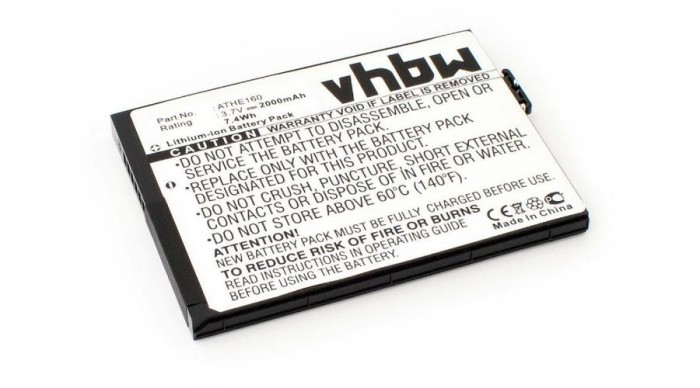 vhbw
Part No.: ATHE160
Rating : 3.7V ⎓ 2000mAh
7.4Wh
Lithium-Ion Battery Pack
CAUTION WARANTY VOID IF LABEL REMOVED
•DO NOT ATTEMPT TO DISASSEMBLE, OPEN OR
SERVICE THE BATTERY PACK
•REPLACE ONLY WITH THE BATTERY PACK
DESIGNATED FOR THIS PRODUCT
•DO NOT CRUSH, PUNCTURE, SHORT EXTERNAL
CONTACTS OR DISPOSE OF IN FIRE OR WATER
•DO NOT STORE ABOVE 60°C (140°F)
NEW BATTERY PACK MUST BE FULLY CHARGED BEFORE USE
TO REDUCE RISK OF FIRE OR BURNS
READ INSTRUCTIONS IN OPERATING GUIDE
BEFORE USING THE BATTERY.
CE
Made in China